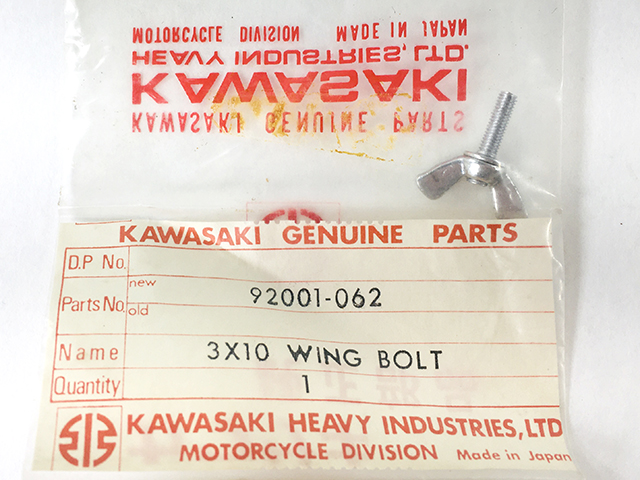 MOTORCYCLE DIVISION MADE IN JAPAN
HEAVY INDUSTRIES, LTD.
KAWASAKI
KAWASAKI GENUINE PARTS
KAWASAKI GENUINE PARTS
D.P No.
Parts No. new 92001-062
old
Name 3X10 WING BOLT
Quantity 1
KAWASAKI HEAVY INDUSTRIES, LTD
MOTORCYCLE DIVISION Made in Japan